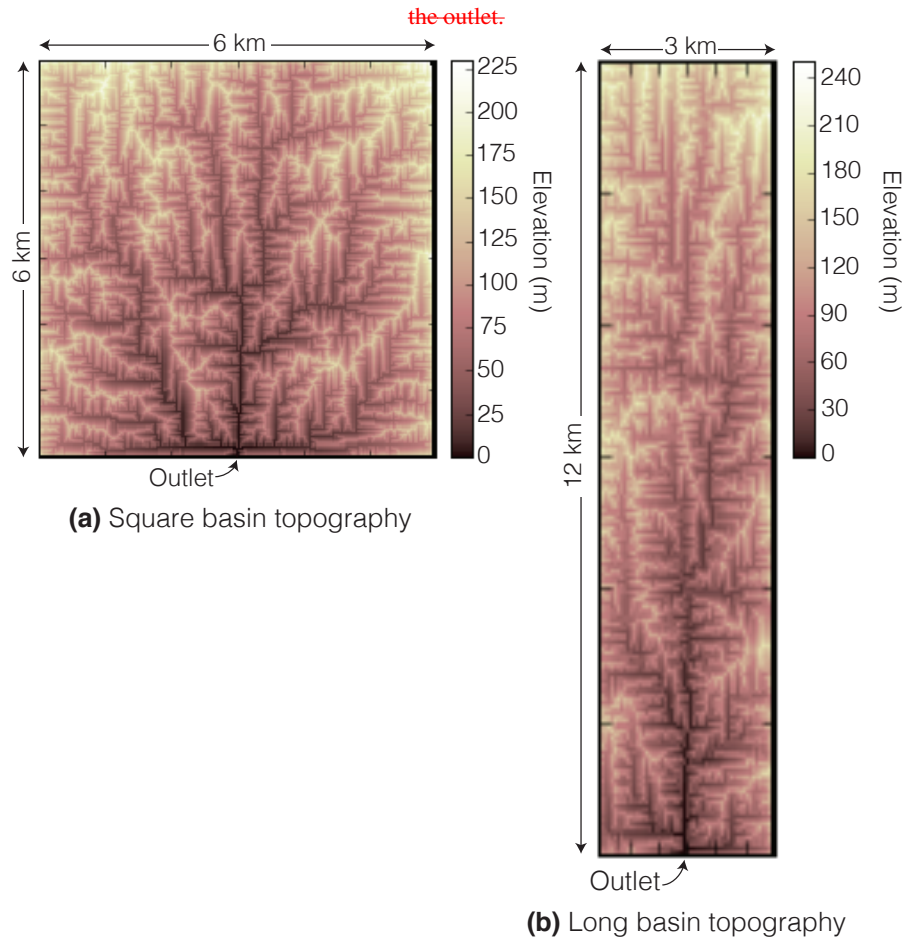 the outlet.
6 km
6 km
225
200
175
150
125
100
75
50
25
0
Elevation (m)
Outlet
(a) Square basin topography
3 km
12 km
240
210
180
150
120
90
60
30
0
Elevation (m)
Outlet
(b) Long basin topography